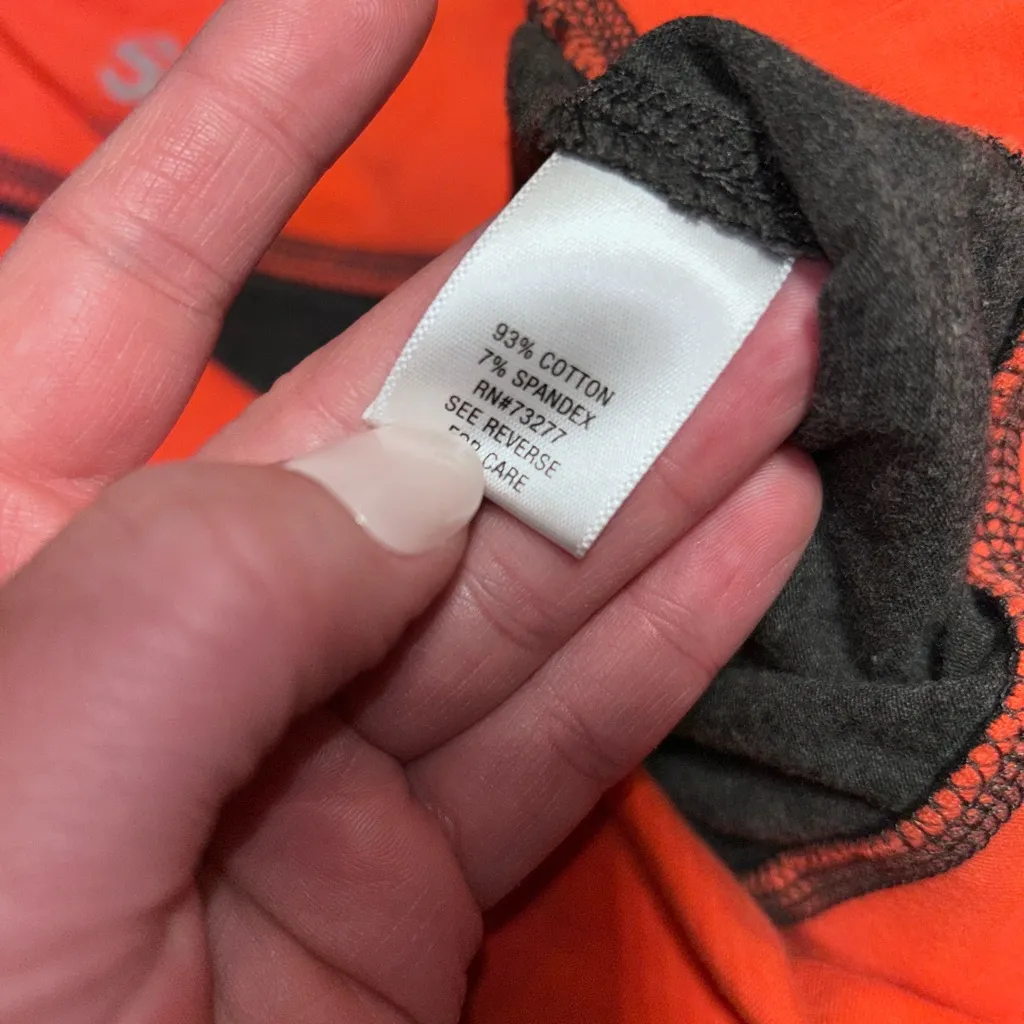 S
93% COTTON
7% SPANDEX
RN#73277
SEE REVERSE
FOR CARE